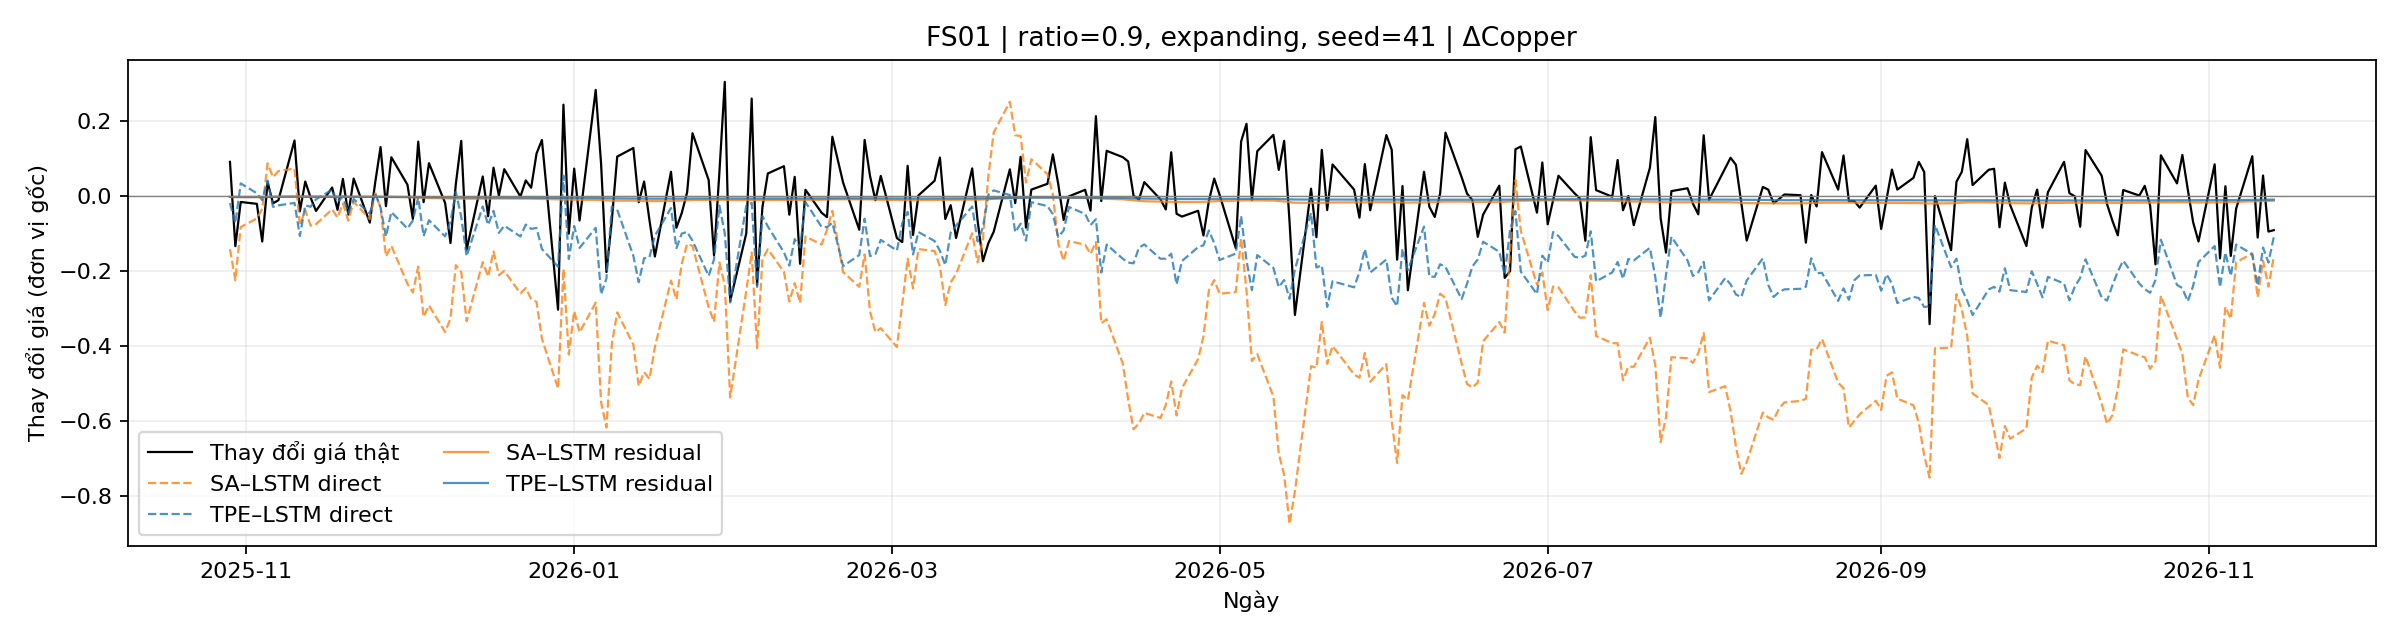 FS01 | ratio=0.9, expanding, seed=41 | ΔCopper
Thay đổi giá (đơn vị gốc)
0.2
0.0
−0.2
−0.4
−0.6
−0.8
Thay đổi giá thật
SA–LSTM direct
TPE–LSTM direct
SA–LSTM residual
TPE–LSTM residual
2025-11
2026-01
2026-03
2026-05
2026-07
2026-09
2026-11
Ngày